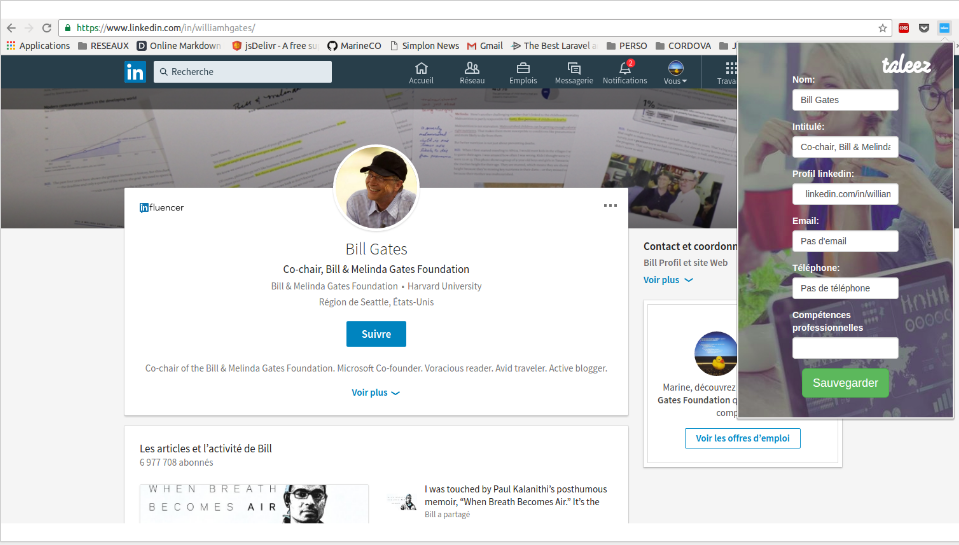 https://www.linkedin.com/in/williamhgates/
Applications RESEAUX Online Markdown jsDelivr - A free su MarineCO Simplon News Gmail The Best Laravel a PERSO CORDOVA
in Recherche Accueil Réseau Emplois Messagerie 2 Notifications Vous Trava
taleez
Nom:
Bill Gates
Intitulé:
Co-chair, Bill & Melinda
Profil linkedin:
linkedin.com/in/willian
Email:
Pas d'email
Téléphone:
Pas de téléphone
Compétences
professionnelles
Sauvegarder
influencer
Bill Gates
Co-chair, Bill & Melinda Gates Foundation
Bill & Melinda Gates Foundation • Harvard University
Région de Seattle, États-Unis
Suivre
Co-chair of the Bill & Melinda Gates Foundation. Microsoft Co-founder. Voracious reader. Avid traveler. Active blogger.
Voir plus
Contact et coordonn
Bill Profil et site Web
Voir plus
Marine, découvrez
Gates Foundation q
comp
Voir les offres d'emploi
Les articles et l'activité de Bill
6 977 708 abonnés
WHEN BREATH
BECOMES AIR
I was touched by Paul Kalanithi's posthumous
memoir, "When Breath Becomes Air." It's the
Bill a partagé